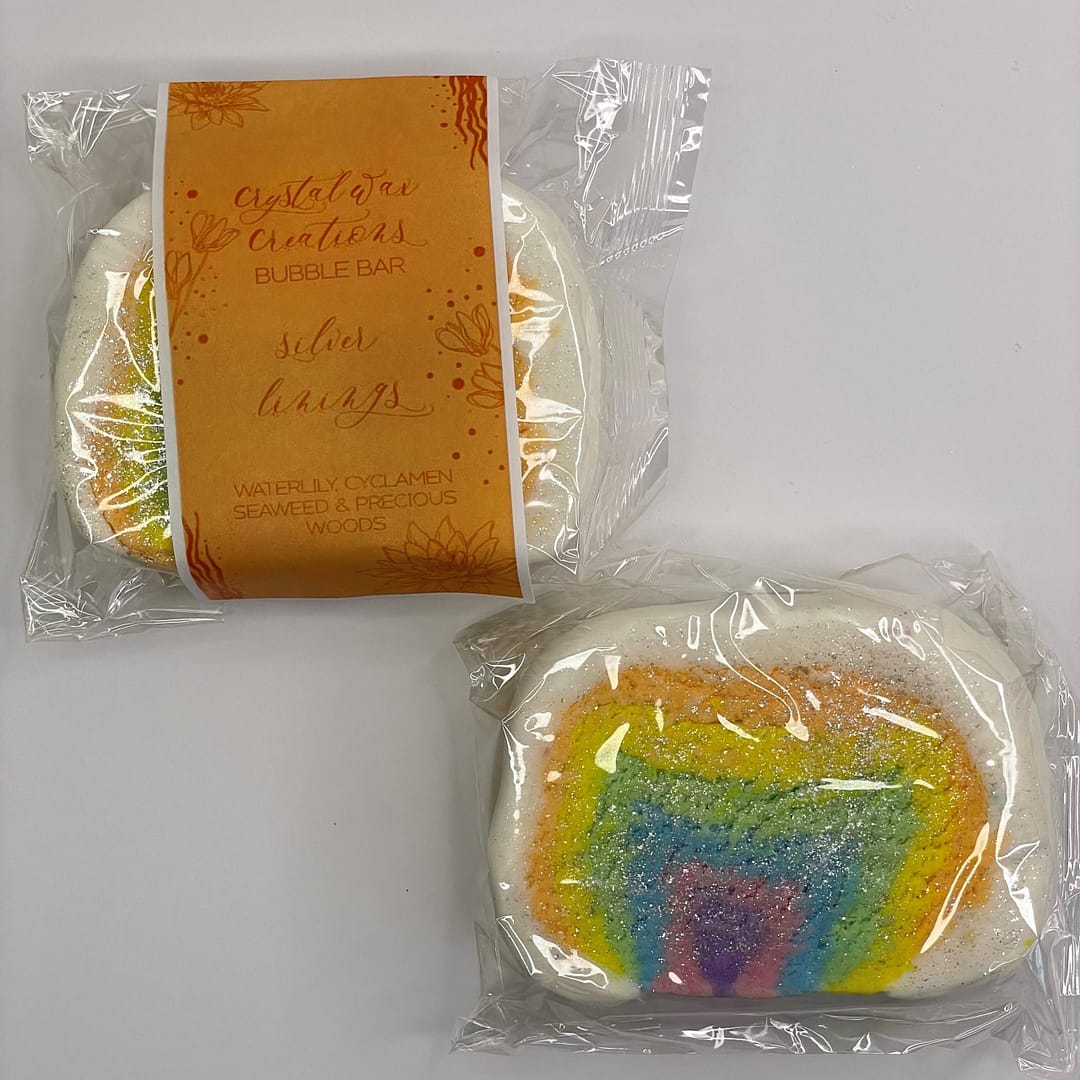 crystal wax
creations
BUBBLE BAR
silver
linings
WATERLILY, CYCLAMEN
SEAWEED & PRECIOUS
WOODS